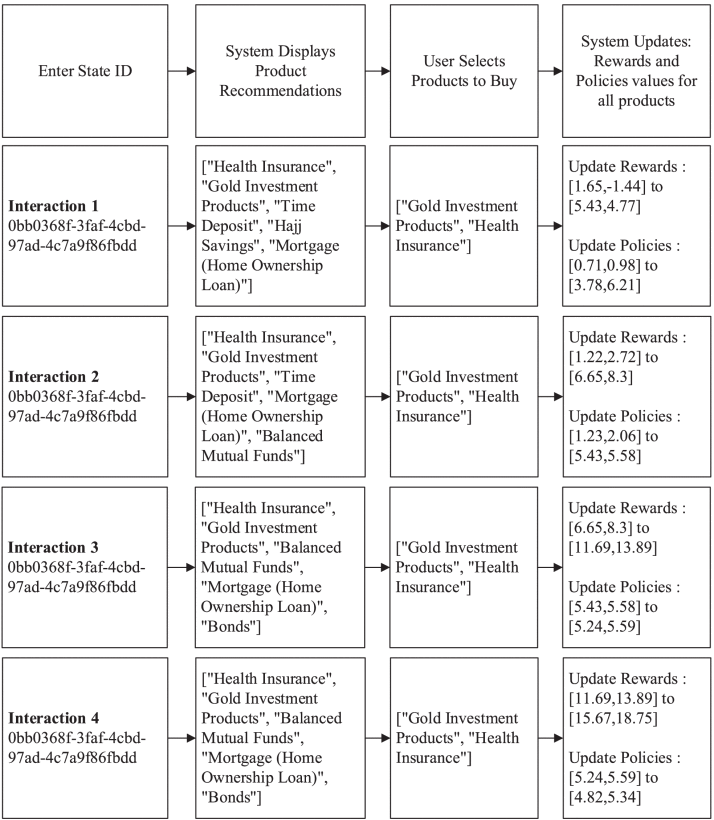 Enter State ID
System Displays
Product
Recommendations
User Selects
Products to Buy
System Updates:
Rewards and
Policies values for
all products
Interaction 1
0bb0368f-3faf-4cbd-
97ad-4c7a9f86fbdd
["Health Insurance",
"Gold Investment
Products", "Time
Deposit", "Hajj
Savings", "Mortgage
(Home Ownership
Loan)"]
["Gold Investment
Products", "Health
Insurance"]
Update Rewards :
[1.65,-1.44] to
[5.43,4.77]
Update Policies :
[0.71,0.98] to
[3.78,6.21]
Interaction 2
0bb0368f-3faf-4cbd-
97ad-4c7a9f86fbdd
["Health Insurance",
"Gold Investment
Products", "Time
Deposit", "Mortgage
(Home Ownership
Loan)", "Balanced
Mutual Funds"]
["Gold Investment
Products", "Health
Insurance"]
Update Rewards :
[1.22,2.72] to
[6.65,8.3]
Update Policies :
[1.23,2.06] to
[5.43,5.58]
Interaction 3
0bb0368f-3faf-4cbd-
97ad-4c7a9f86fbdd
["Health Insurance",
"Gold Investment
Products", "Balanced
Mutual Funds",
"Mortgage (Home
Ownership Loan)",
"Bonds"]
["Gold Investment
Products", "Health
Insurance"]
Update Rewards :
[6.65,8.3] to
[11.69,13.89]
Update Policies :
[5.43,5.58] to
[5.24,5.59]
Interaction 4
0bb0368f-3faf-4cbd-
97ad-4c7a9f86fbdd
["Health Insurance",
"Gold Investment
Products", "Balanced
Mutual Funds",
"Mortgage (Home
Ownership Loan)",
"Bonds"]
["Gold Investment
Products", "Health
Insurance"]
Update Rewards :
[11.69,13.89] to
[15.67,18.75]
Update Policies :
[5.24,5.59] to
[4.82,5.34]